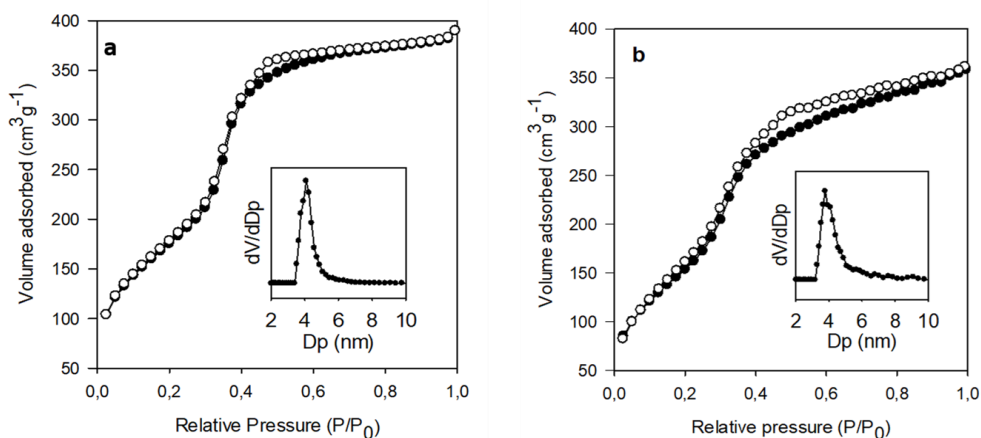 a
Volume adsorbed (cm³g⁻¹)
400
350
300
250
200
150
100
50
0,0 0,2 0,4 0,6 0,8 1,0
Relative Pressure (P/P₀)
dV/dDp
2 4 6 8 10
Dp (nm)
b
Volume adsorbed (cm³g⁻¹)
400
350
300
250
200
150
100
50
0,0 0,2 0,4 0,6 0,8 1,0
Relative pressure (P/P₀)
dV/dDp
2 4 6 8 10
Dp (nm)